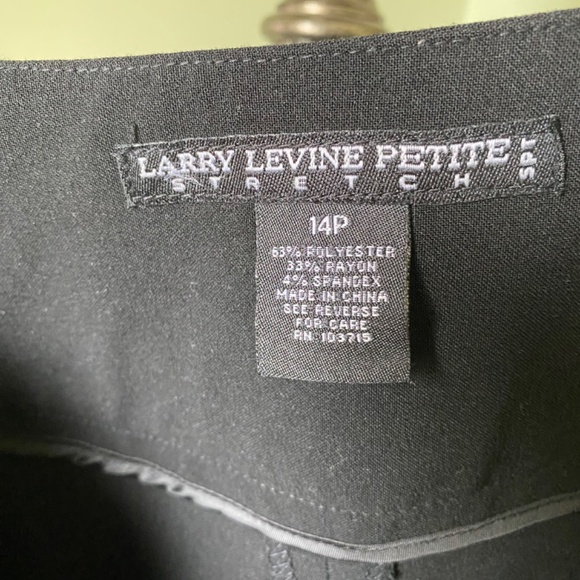 LARRY LEVINE PETITE
STRETCH
SPT
14P
63% POLYESTER
33% RAYON
4% SPANDEX
MADE IN CHINA
SEE REVERSE
FOR CARE
RN 103715